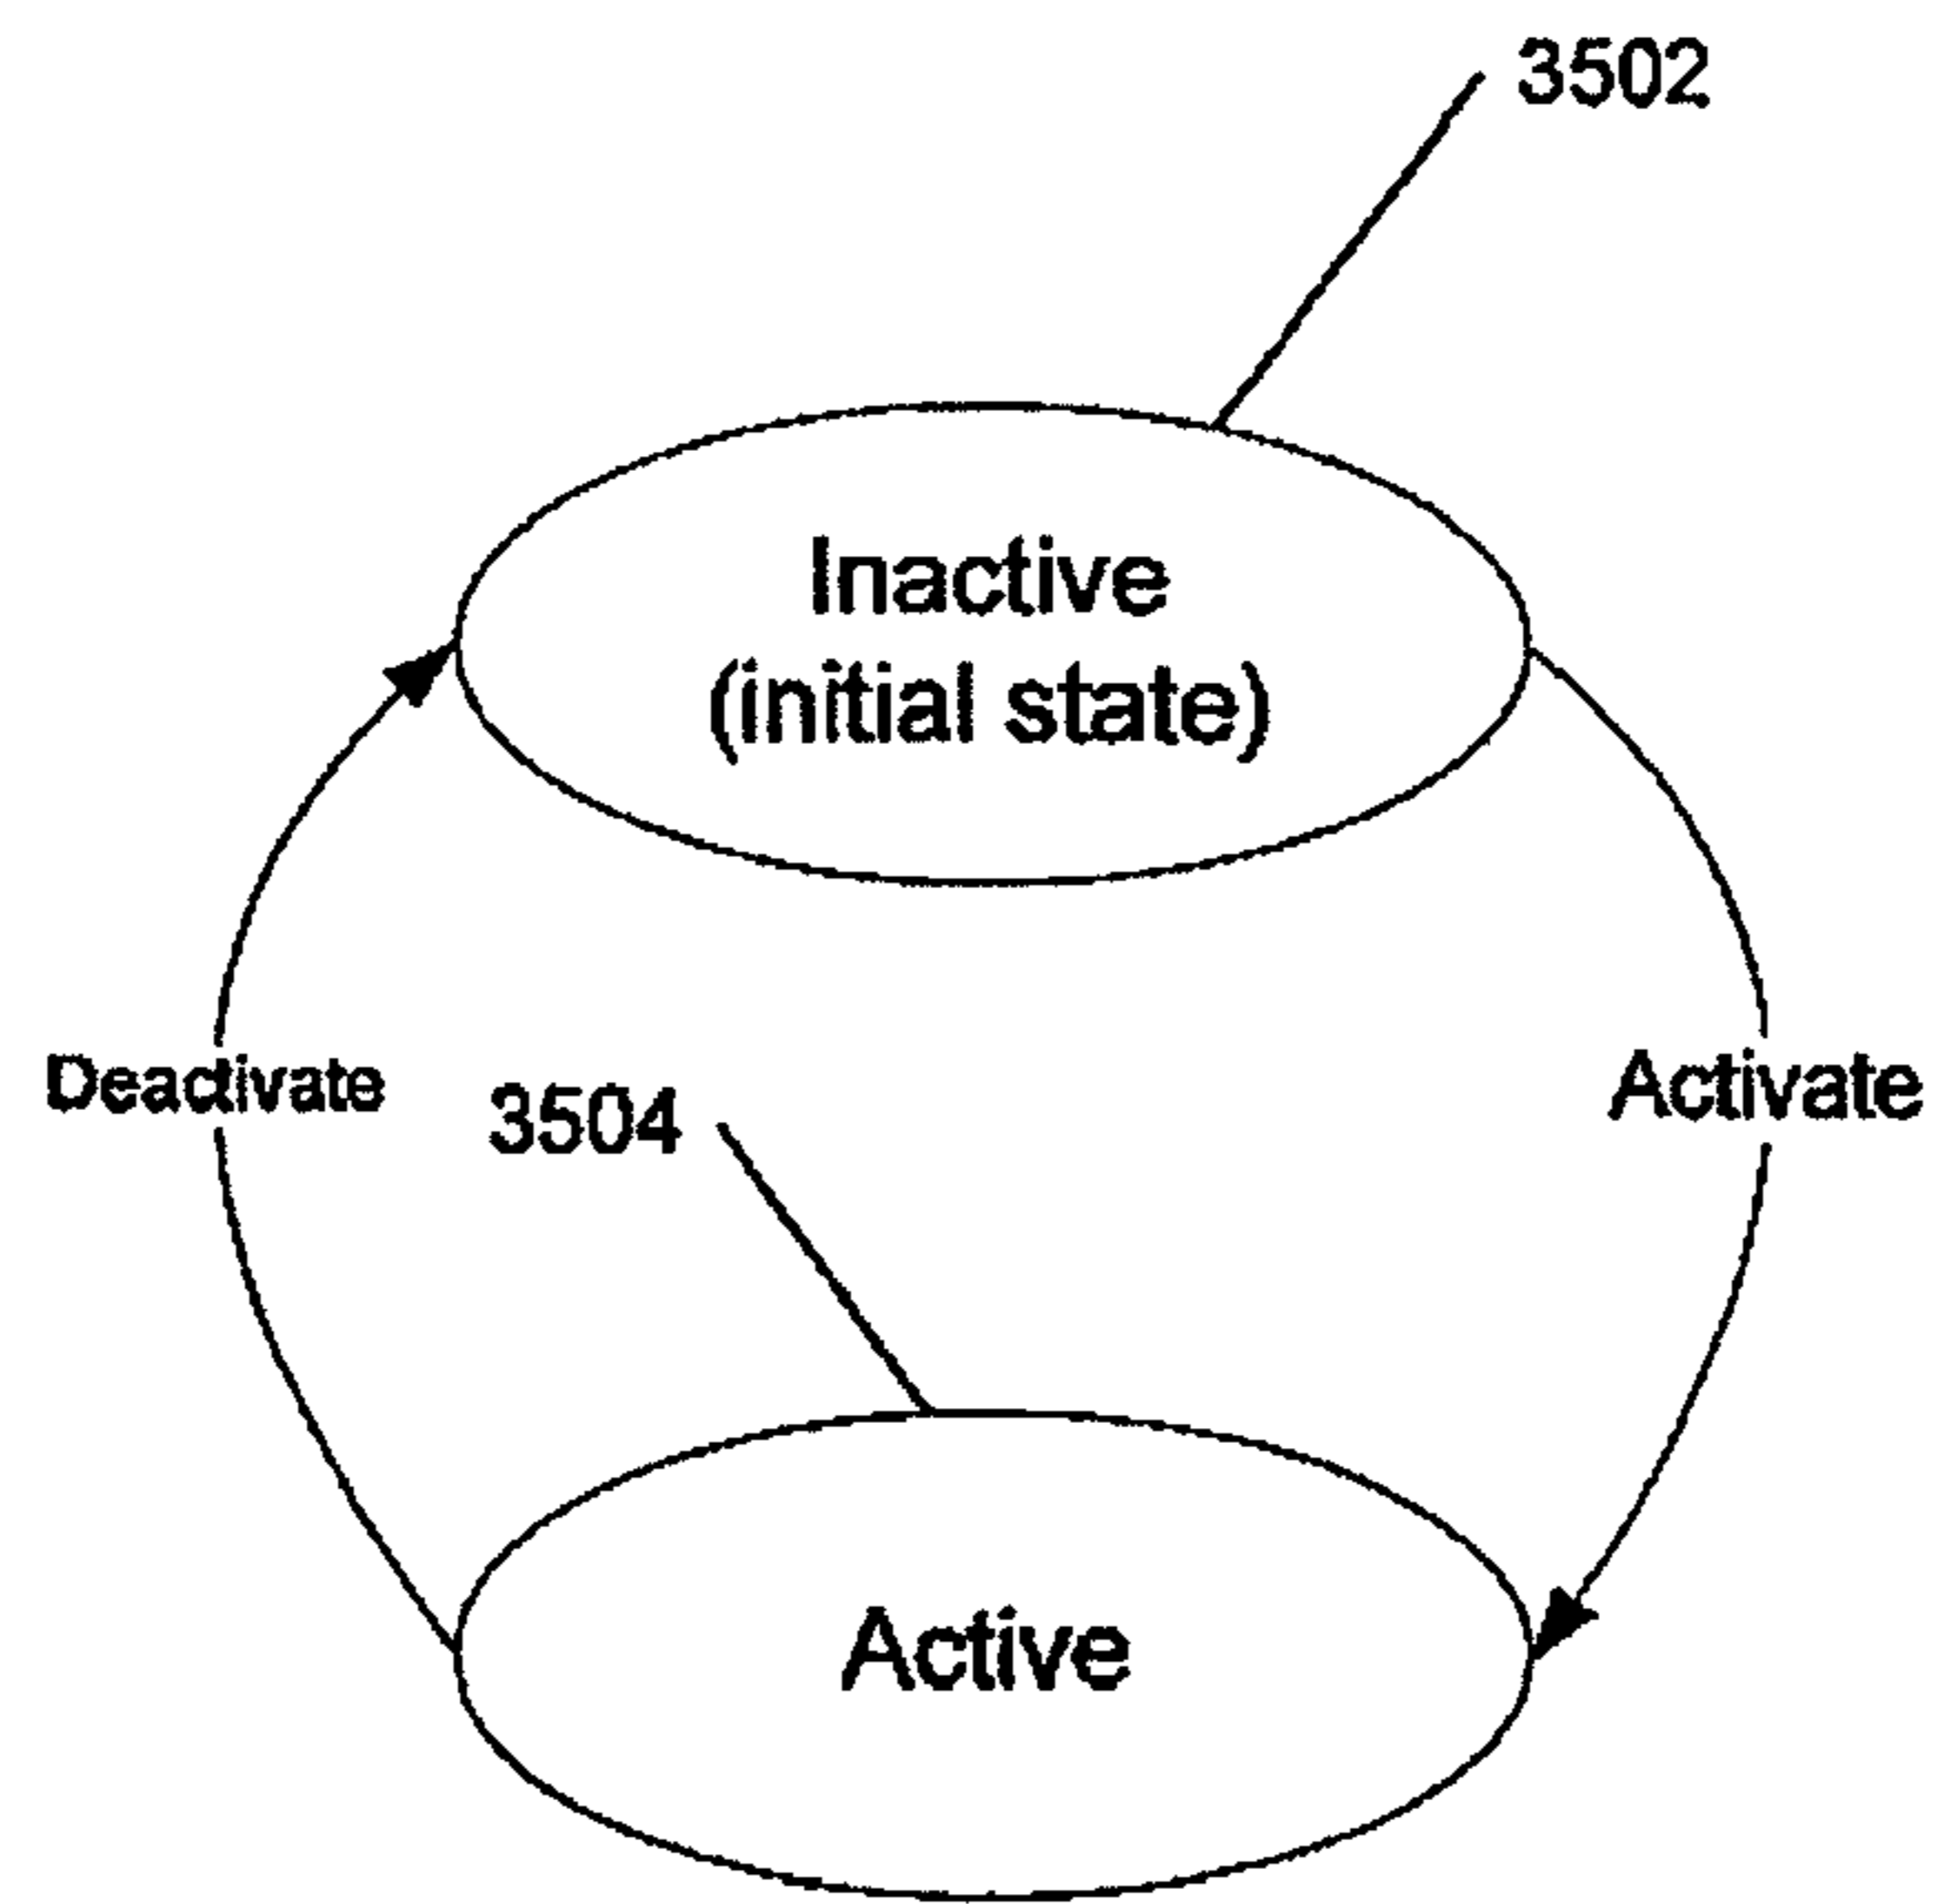 3502
Inactive
(initial state)
Deactivate
Activate
3504
Active